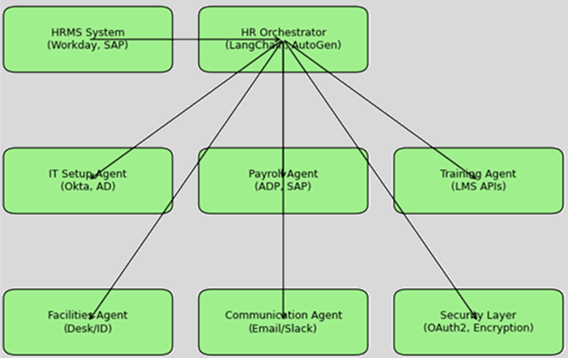 HRMS System
(Workday, SAP)
HR Orchestrator
(LangChain, AutoGen)
IT Setup Agent
(Okta, AD)
Payroll Agent
(ADP, SAP)
Training Agent
(LMS APIs)
Facilities Agent
(Desk/ID)
Communication Agent
(Email/Slack)
Security Layer
(OAuth2, Encryption)